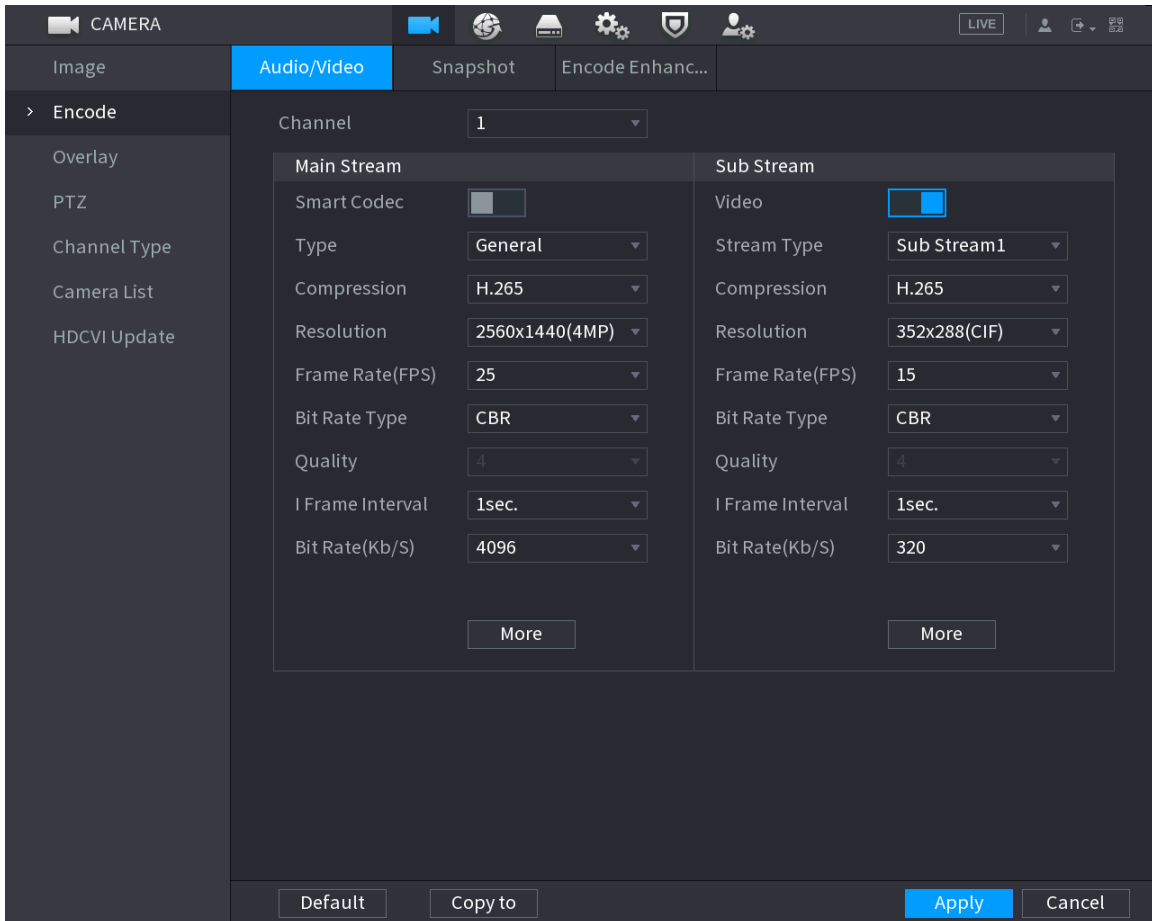 CAMERA
LIVE
Image
Audio/Video Snapshot Encode Enhanc...
Encode
Channel 1
Overlay
Main Stream Sub Stream
PTZ
Smart Codec Video
Channel Type
Type General Stream Type Sub Stream1
Camera List
Compression H.265 Compression H.265
HDCVI Update
Resolution 2560x1440(4MP) Resolution 352x288(CIF)
Frame Rate(FPS) 25 Frame Rate(FPS) 15
Bit Rate Type CBR Bit Rate Type CBR
Quality 4 Quality 4
I Frame Interval 1sec. I Frame Interval 1sec.
Bit Rate(Kb/S) 4096 Bit Rate(Kb/S) 320
More More
Default Copy to Apply Cancel